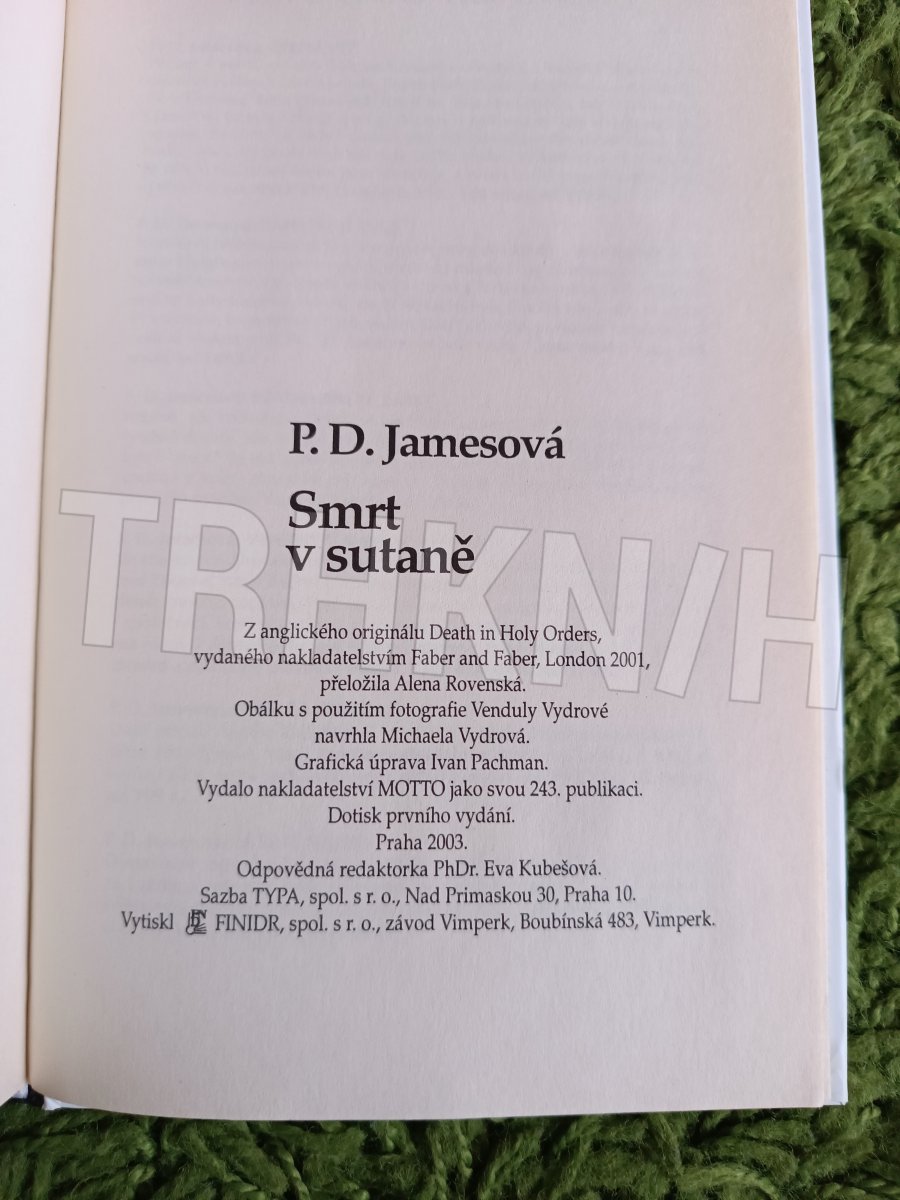 P. D. Jamesová
Smrt
v sutaně
Z anglického originálu Death in Holy Orders,
vydaného nakladatelstvím Faber and Faber, London 2001,
přeložila Alena Rovenská.
Obálku s použitím fotografie Venduly Vydrové
navrhla Michaela Vydrová.
Grafická úprava Ivan Pachman.
Vydalo nakladatelství MOTTO jako svou 243. publikaci.
Dotisk prvního vydání.
Praha 2003.
Odpovědná redaktorka PhDr. Eva Kubešová.
Sazba TYPA, spol. s r. o., Nad Primaskou 30, Praha 10.
Vytiskl FINIDR, spol. s r. o., závod Vimperk, Boubínská 483, Vimperk.
TRHKN/H